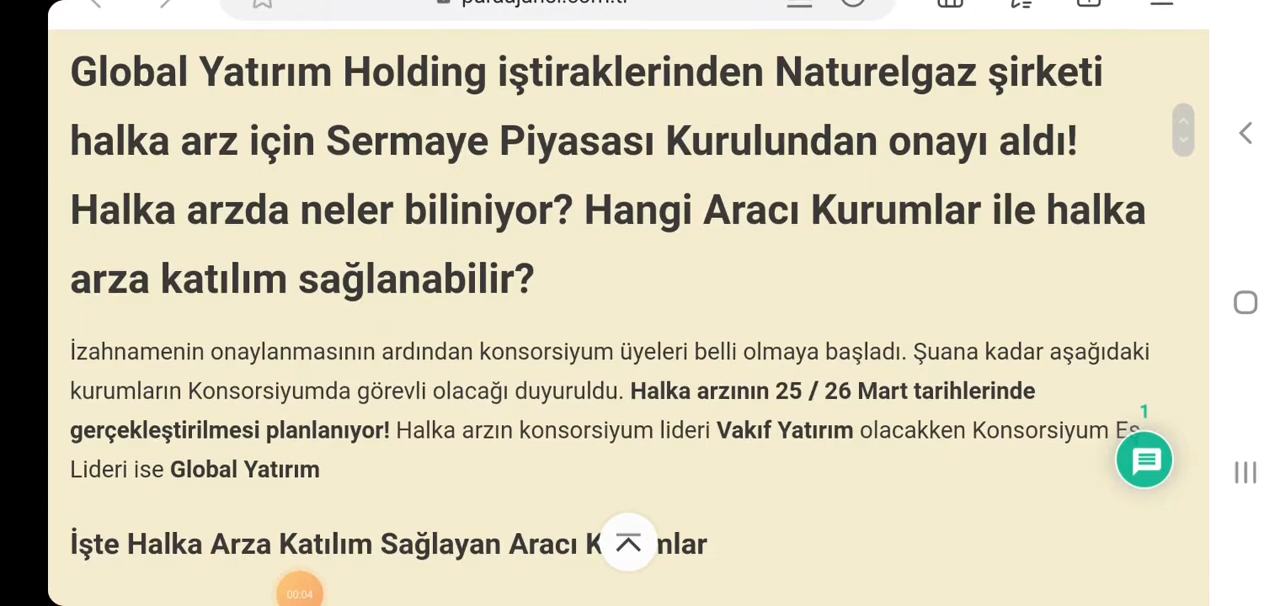 Global Yatırım Holding iştiraklerinden Naturelgaz şirketi
halka arz için Sermaye Piyasası Kurulundan onayı aldı!
Halka arzda neler biliniyor? Hangi Aracı Kurumlar ile halka
arza katılım sağlanabilir?
İzahnamenin onaylanmasının ardından konsorsiyum üyeleri belli olmaya başladı. Şuana kadar aşağıdaki
kurumların Konsorsiyumda görevli olacağı duyuruldu. Halka arzının 25 / 26 Mart tarihlerinde
1
gerçekleştirilmesi planlanıyor! Halka arzın konsorsiyum lideri Vakıf Yatırım olacakken Konsorsiyum Eş
Lideri ise Global Yatırım
İşte Halka Arza Katılım Sağlayan Aracı
00:04